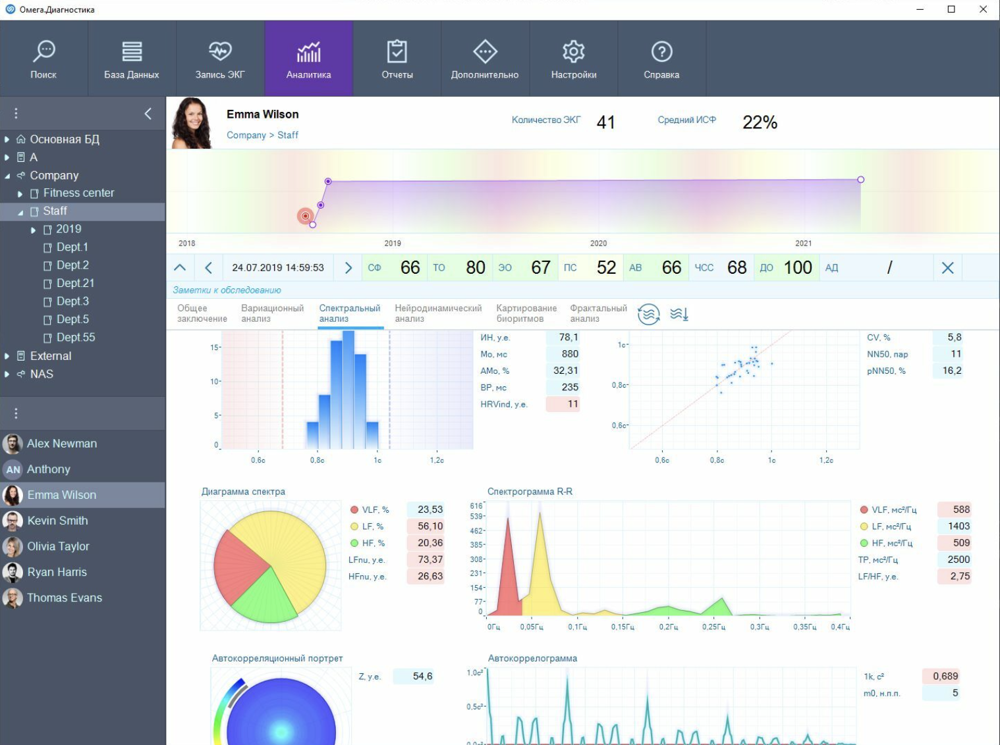 Омега.Диагностика
Поиск
База Данных
Запись ЭКГ
Аналитика
Отчеты
Дополнительно
Настройки
Справка
Основная БД
A
Company
Fitness center
Staff
2019
Dept.1
Dept.2
Dept.21
Dept.3
Dept.5
Dept.55
External
NAS
Alex Newman
AN Anthony
Emma Wilson
Kevin Smith
Olivia Taylor
Ryan Harris
Thomas Evans
Emma Wilson
Company > Staff
Количество ЭКГ 41
Средний ИСФ 22%
2018 2019 2020 2021
24.07.2019 14:59:53 СФ 66 ТО 80 ЭО 67 ПС 52 АВ 66 ЧСС 68 ДО 100 АД /
Заметки к обследованию
Общее
заключение
Вариационный
анализ
Спектральный
анализ
Нейродинамический
анализ
Картирование
биоритмов
Фрактальный
анализ
15
10
5
0
0,6с 0,8с 1с 1,2с
ИН, у.е. 78,1
Мо, мс 880
АМо, % 32,31
ВР, мс 235
HRVind, у.е. 11
1с
0,8с
0,6с
0,6с 0,8с 1с 1,2с
CV, % 5,8
NN50, пар 11
pNN50, % 16,2
Диаграмма спектра
VLF, % 23,53
LF, % 56,10
HF, % 20,36
LFnu, у.е. 73,37
HFnu, у.е. 26,63
Спектрограмма R-R
616
539
462
385
308
231
154
77
0
0Гц 0,05Гц 0,1Гц 0,15Гц 0,2Гц 0,25Гц 0,3Гц 0,35Гц 0,4Гц
VLF, мс²/Гц 588
LF, мс²/Гц 1403
HF, мс²/Гц 509
TP, мс²/Гц 2500
LF/HF, у.е. 2,75
Автокорреляционный портрет
Z, у.е. 54,6
Автокоррелограмма
1,0с²
0,5с²
0,0с²
1k, с² 0,689
m0, н.п.п. 5